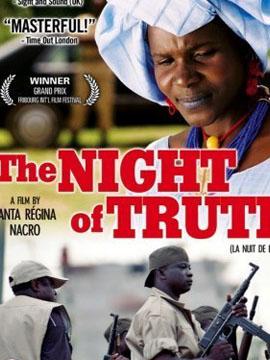 Sight and Sound (UK)
"MASTERFUL!"
- Time Out London
WINNER
GRAND PRIX
FRIBOURG INT'L FILM FESTIVAL
The NIGHT
of TRUTH
(LA NUIT DE
A FILM BY
FANTA RÉGINA
NACRO